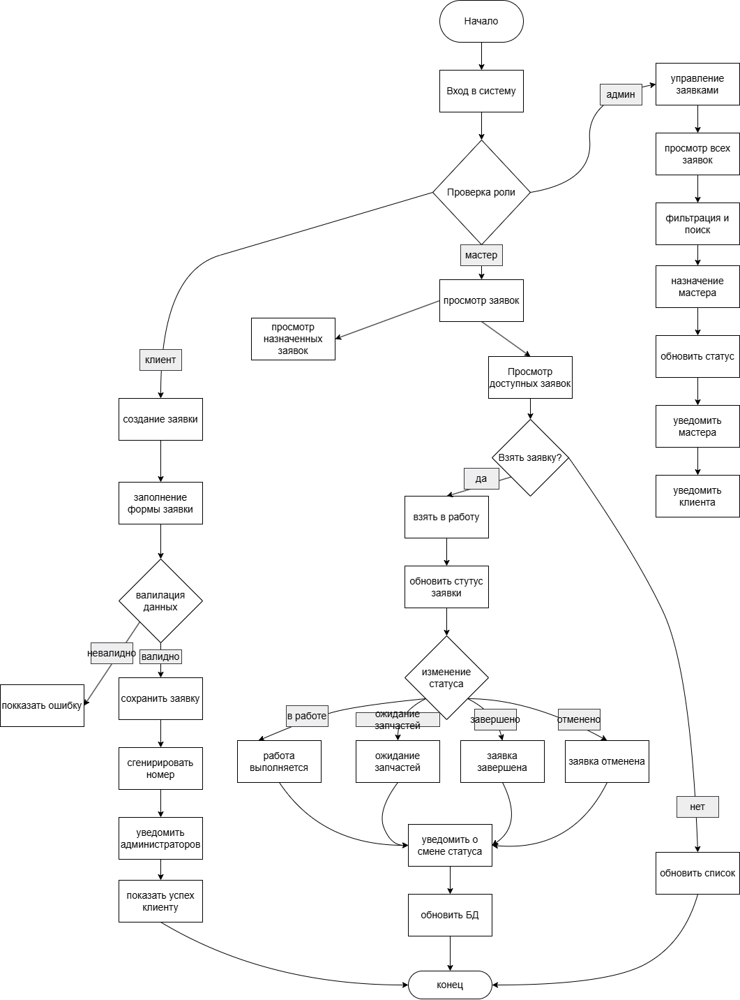 Начало
Вход в систему
Проверка роли
админ
управление
заявками
просмотр всех
заявок
фильтрация и
поиск
назначение
мастера
обновить статус
уведомить
мастера
уведомить
клиента
мастер
просмотр заявок
просмотр
назначенных
заявок
Просмотр
доступных заявок
Взять заявку?
да
взять в работу
обновить стутус
заявки
изменение
статуса
в работе
ожидание
запчастей
завершено
отменено
работа
выполняется
ожидание
запчастей
заявка
завершена
заявка отменена
уведомить о
смене статуса
обновить БД
нет
обновить список
клиент
создание заявки
заполнение
формы заявки
валилация
данных
невалидно
валидно
покказать ошибку
сохранить заявку
сгенирировать
номер
уведомить
администраторов
показать успех
клиенту
конец